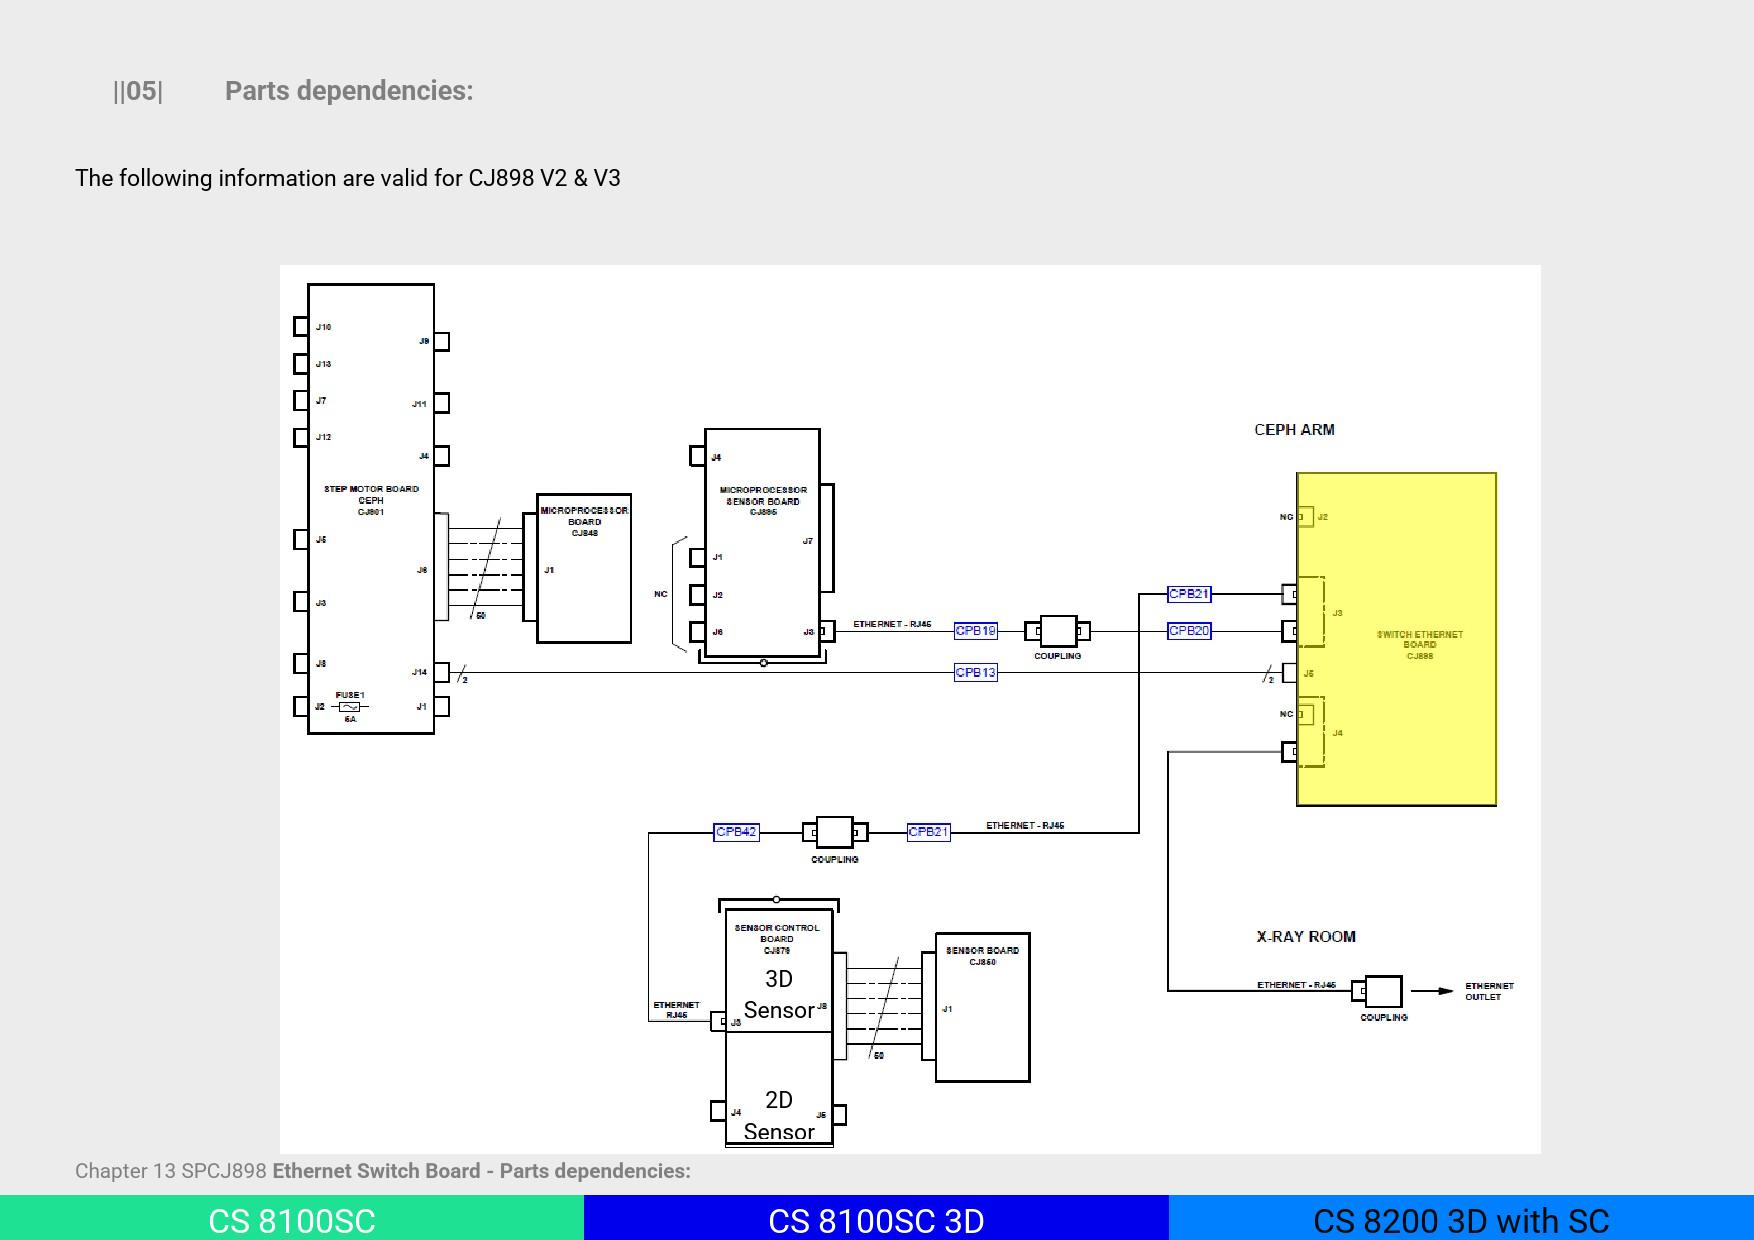 ||05| Parts dependencies:
The following information are valid for CJ898 V2 & V3
J10
J9
J13
J7
J11
J12
J4
STEP MOTOR BOARD
CEPH
CJ901
J5
J6
J3
J8
J14
2
FUSE1
J2
J1
5A
50
MICROPROCESSOR
BOARD
CJ848
J1
J4
MICROPROCESSOR
SENSOR BOARD
CJ895
J7
J1
NC
J2
J6
J3
ETHERNET - RJ45
CPB19
COUPLING
CPB20
CPB21
CPB13
2
CEPH ARM
NC
J2
J3
SWITCH ETHERNET
BOARD
CJ898
J5
NC
J4
CPB42
COUPLING
CPB21
ETHERNET - RJ45
SENSOR CONTROL
BOARD
CJ879
3D
Sensor
J8
ETHERNET
RJ45
J3
2D
Sensor
J4
J5
50
SENSOR BOARD
CJ850
J1
X-RAY ROOM
ETHERNET - RJ45
COUPLING
ETHERNET
OUTLET
Chapter 13 SPCJ898 Ethernet Switch Board - Parts dependencies:
CS 8100SC
CS 8100SC 3D
CS 8200 3D with SC